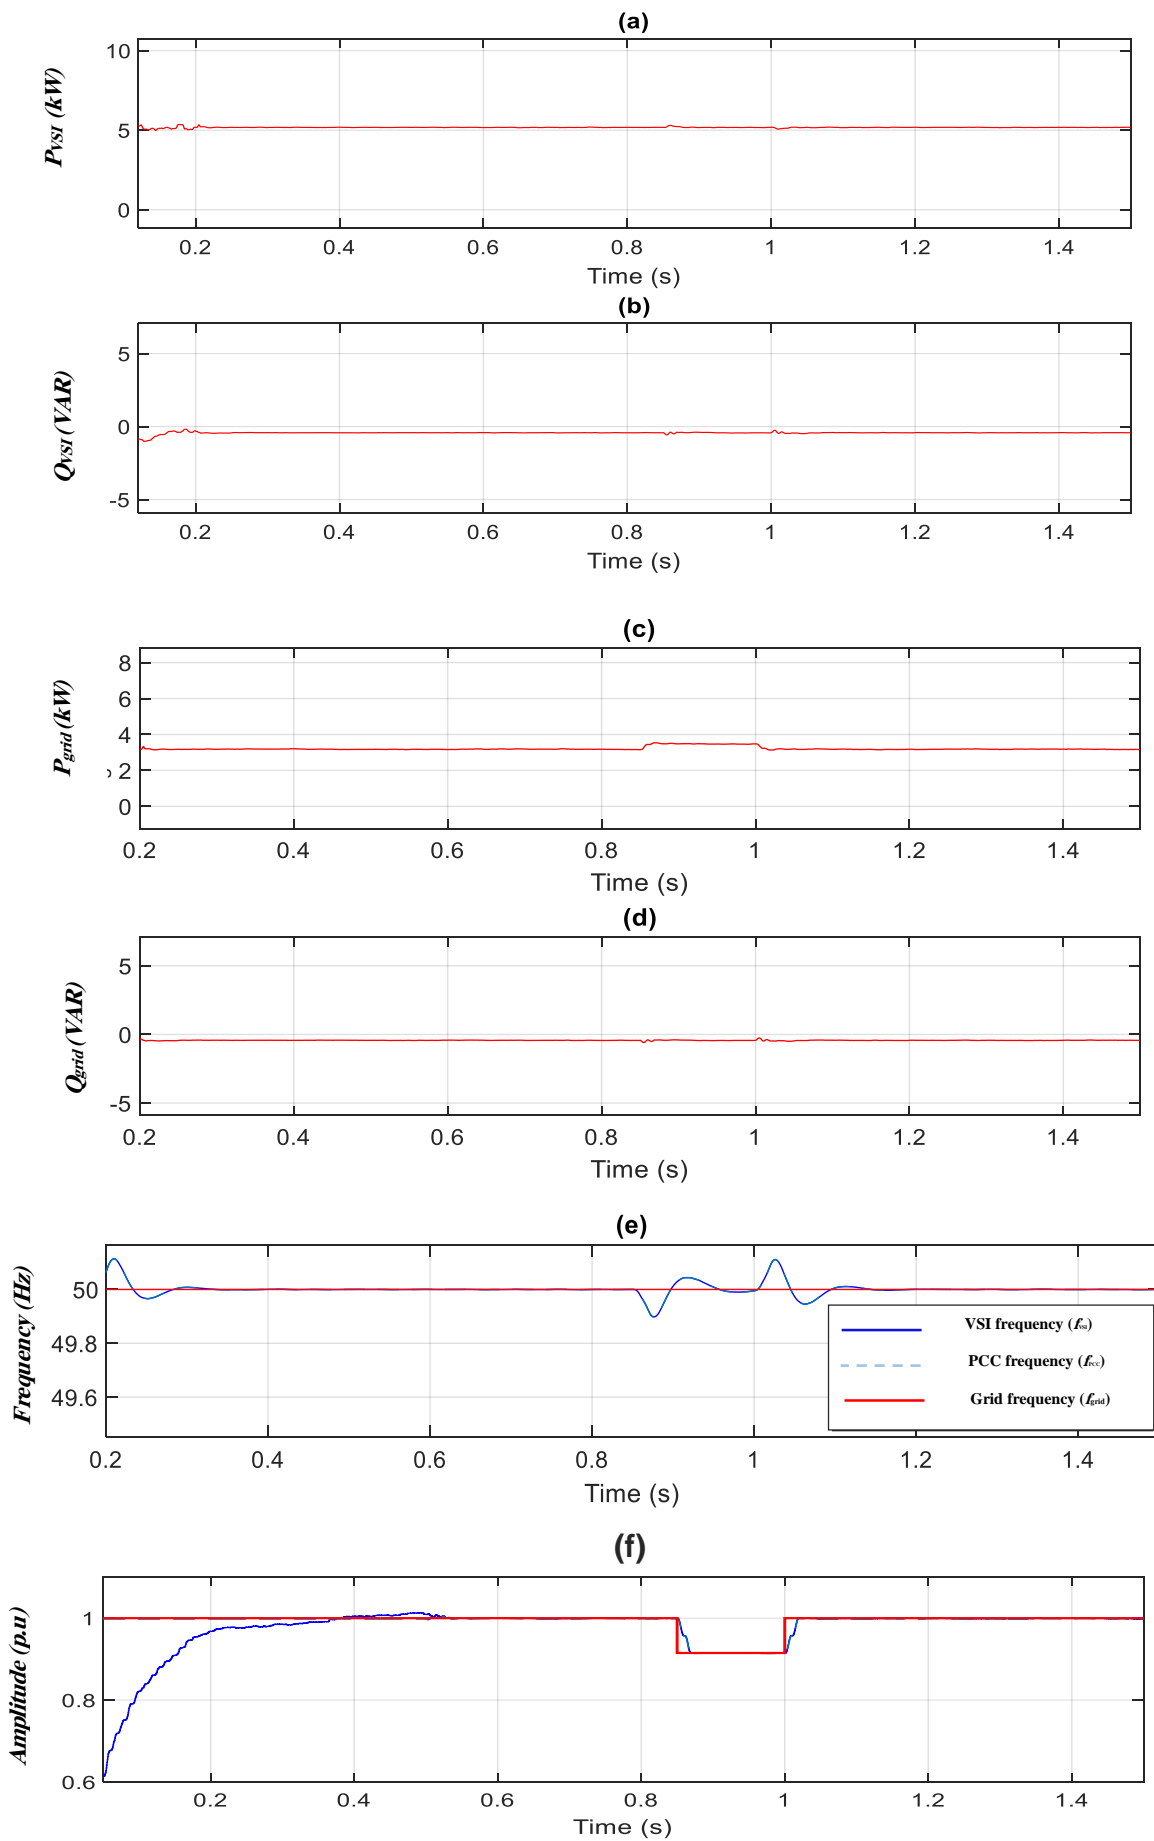 (a)
P_VSI (kW)
10
5
0
0.2 0.4 0.6 0.8 1 1.2 1.4
Time (s)
(b)
Q_VSI (VAR)
5
0
-5
0.2 0.4 0.6 0.8 1 1.2 1.4
Time (s)
(c)
P_grid (kW)
8
6
4
2
0
0.2 0.4 0.6 0.8 1 1.2 1.4
Time (s)
(d)
Q_grid (VAR)
5
0
-5
0.2 0.4 0.6 0.8 1 1.2 1.4
Time (s)
(e)
Frequency (Hz)
50
49.8
49.6
VSI frequency (f_VSI)
PCC frequency (f_PCC)
Grid frequency (f_grid)
0.2 0.4 0.6 0.8 1 1.2 1.4
Time (s)
(f)
Amplitude (p.u)
1
0.8
0.6
0.2 0.4 0.6 0.8 1 1.2 1.4
Time (s)